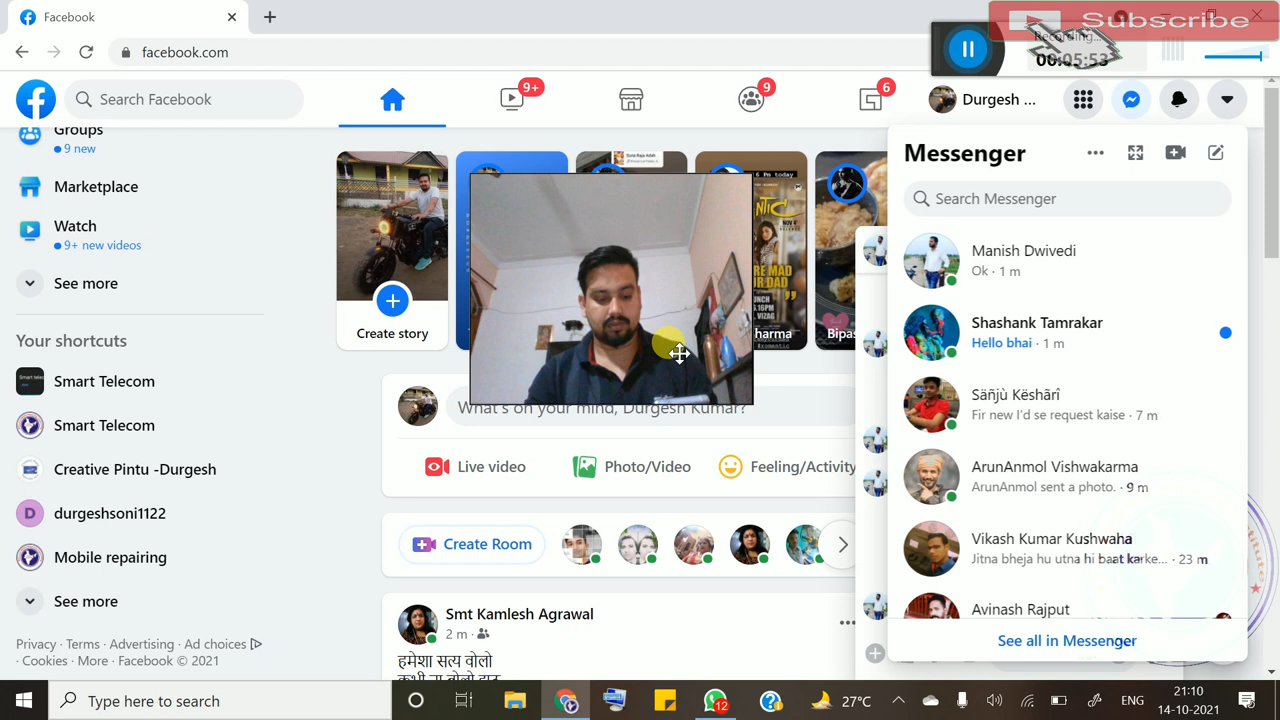 Facebook
facebook.com
Subscribe
Recording...
00:05:53
Search Facebook
9+
9
6
Durgesh ...
Groups
9 new
Marketplace
Watch
9+ new videos
See more
Your shortcuts
Smart Telecom
Smart Telecom
Creative Pintu -Durgesh
D durgeshsoni1122
Mobile repairing
See more
Privacy · Terms · Advertising · Ad choices
· Cookies · More · Facebook © 2021
Create story
harma
Bipas
What's on your mind, Durgesh Kumar?
Live video
Photo/Video
Feeling/Activity
Create Room
Smt Kamlesh Agrawal
2 m ·
हमेशा सत्य वोलो
Messenger
Search Messenger
Manish Dwivedi
Ok · 1 m
Shashank Tamrakar
Hello bhai · 1 m
Säñjù Këshārî
Fir new I'd se request kaise · 7 m
ArunAnmol Vishwakarma
ArunAnmol sent a photo. · 9 m
Vikash Kumar Kushwaha
Jitna bheja hu utna hi baat karke... · 23 m
Avinash Rajput
See all in Messenger
Type here to search
12
27°C
ENG
21:10
14-10-2021